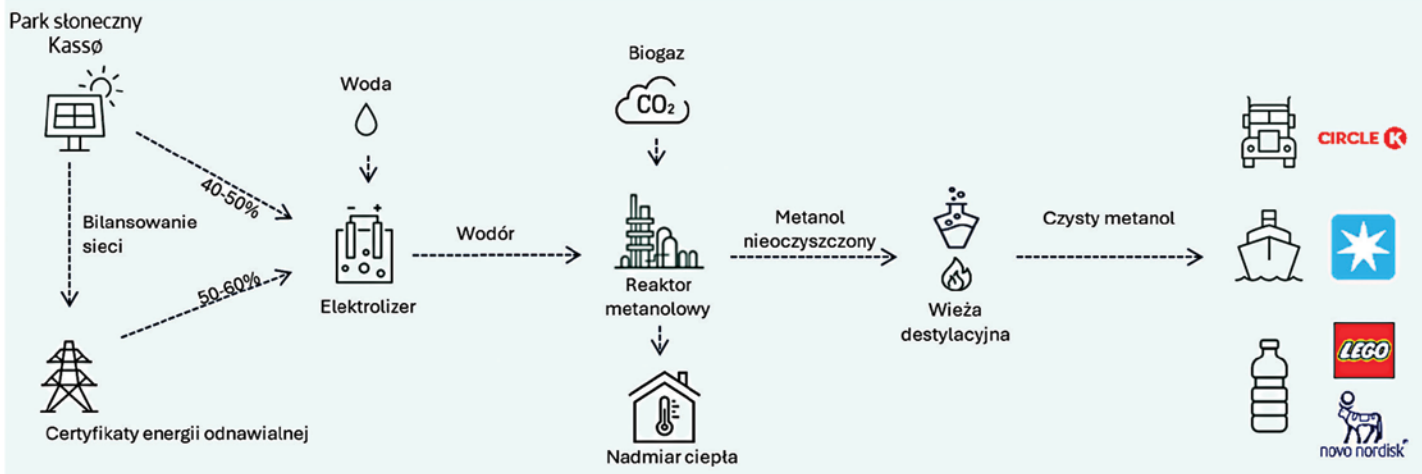 Park słoneczny
Kassø
Bilansowanie
sieci
40-50%
50-60%
Certyfikaty energii odnawialnej
Woda
- +
Elektrolizer
Wodór
Biogaz
CO₂
Reaktor
metanolowy
Nadmiar ciepła
Metanol
nieoczyszczony
Wieża
destylacyjna
Czysty metanol
CIRCLE K
LEGO
novo nordisk®